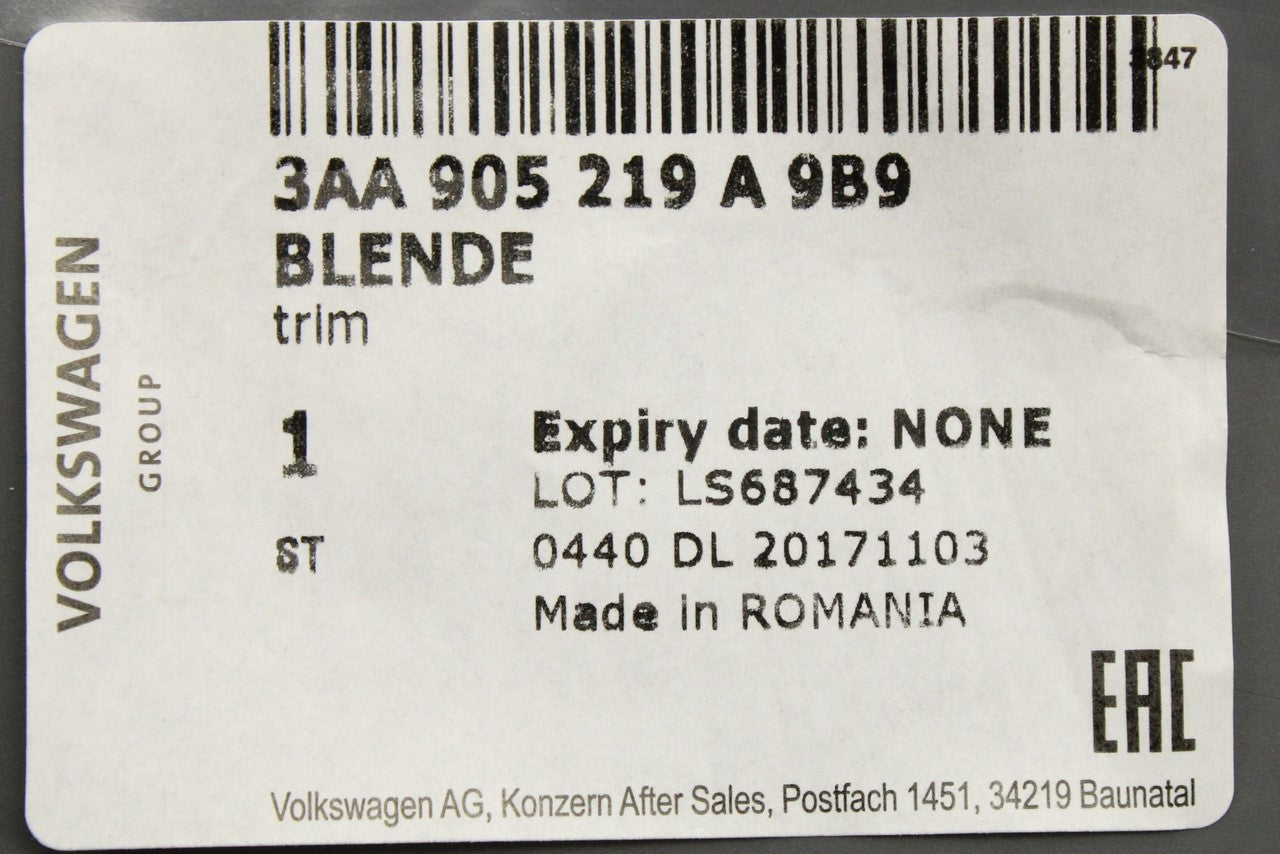 3847
3AA 905 219 A 9B9
BLENDE
trim
1
Expiry date: NONE
LOT: LS687434
ST
0440 DL 20171103
Made in ROMANIA
EAC
Volkswagen AG, Konzern After Sales, Postfach 1451, 34219 Baunatal
VOLKSWAGEN
GROUP